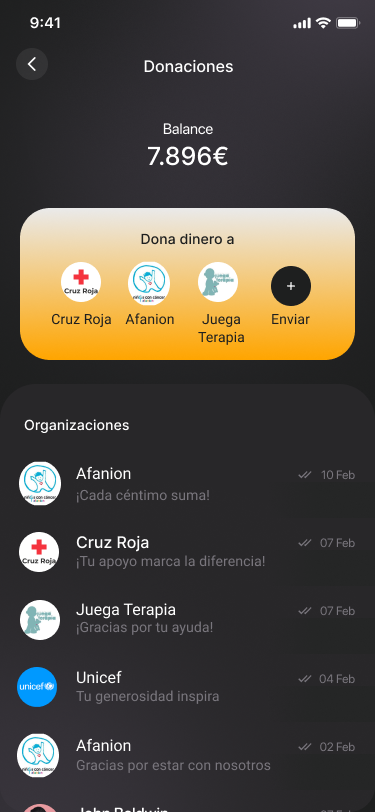 9:41
Donaciones
Balance
7.896€
Dona dinero a
Cruz Roja
Cruz Roja
Afanion
Juega
Terapia
Enviar
Organizaciones
Afanion
10 Feb
¡Cada céntimo suma!
Cruz Roja
07 Feb
Cruz Roja
¡Tu apoyo marca la diferencia!
Juega Terapia
07 Feb
¡Gracias por tu ayuda!
unicef
Unicef
04 Feb
Tu generosidad inspira
Afanion
02 Feb
Gracias por estar con nosotros